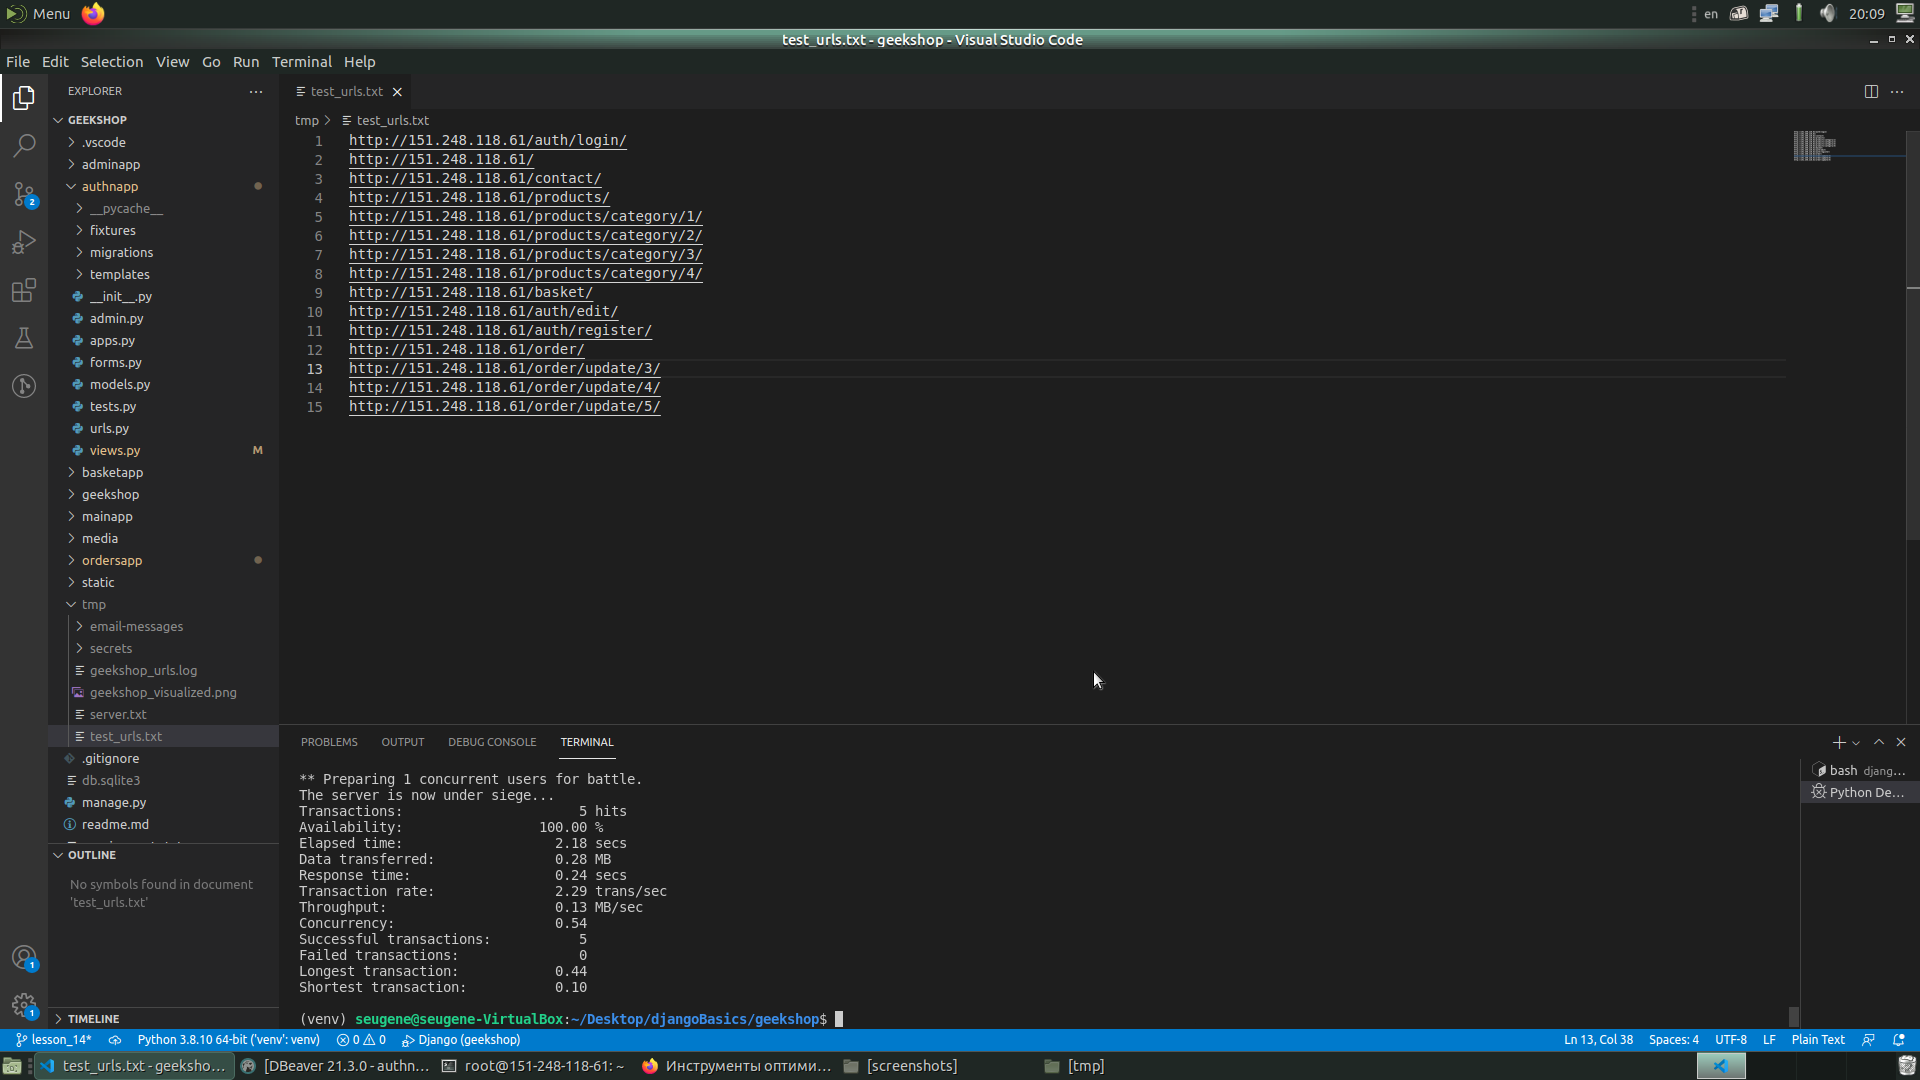 Menu
en
20:09
test_urls.txt - geekshop - Visual Studio Code
File Edit Selection View Go Run Terminal Help
EXPLORER
GEEKSHOP
.vscode
adminapp
authnapp
__pycache__
fixtures
migrations
templates
__init__.py
admin.py
apps.py
forms.py
models.py
tests.py
urls.py
views.py M
basketapp
geekshop
mainapp
media
ordersapp
static
tmp
email-messages
secrets
geekshop_urls.log
geekshop_visualized.png
server.txt
test_urls.txt
.gitignore
db.sqlite3
manage.py
readme.md
OUTLINE
No symbols found in document
'test_urls.txt'
TIMELINE
2
1
1
test_urls.txt
tmp > test_urls.txt
1 http://151.248.118.61/auth/login/
2 http://151.248.118.61/
3 http://151.248.118.61/contact/
4 http://151.248.118.61/products/
5 http://151.248.118.61/products/category/1/
6 http://151.248.118.61/products/category/2/
7 http://151.248.118.61/products/category/3/
8 http://151.248.118.61/products/category/4/
9 http://151.248.118.61/basket/
10 http://151.248.118.61/auth/edit/
11 http://151.248.118.61/auth/register/
12 http://151.248.118.61/order/
13 http://151.248.118.61/order/update/3/
14 http://151.248.118.61/order/update/4/
15 http://151.248.118.61/order/update/5/
PROBLEMS OUTPUT DEBUG CONSOLE TERMINAL
** Preparing 1 concurrent users for battle.
The server is now under siege...
Transactions: 5 hits
Availability: 100.00 %
Elapsed time: 2.18 secs
Data transferred: 0.28 MB
Response time: 0.24 secs
Transaction rate: 2.29 trans/sec
Throughput: 0.13 MB/sec
Concurrency: 0.54
Successful transactions: 5
Failed transactions: 0
Longest transaction: 0.44
Shortest transaction: 0.10
(venv) seugene@seugene-VirtualBox:~/Desktop/djangoBasics/geekshop$
bash djang...
Python De...
lesson_14* Python 3.8.10 64-bit ('venv': venv) 0 0 Django (geekshop) Ln 13, Col 38 Spaces: 4 UTF-8 LF Plain Text
test_urls.txt - geeksho... [DBeaver 21.3.0 - authn... root@151-248-118-61: ~ Инструменты оптими... [screenshots] [tmp]